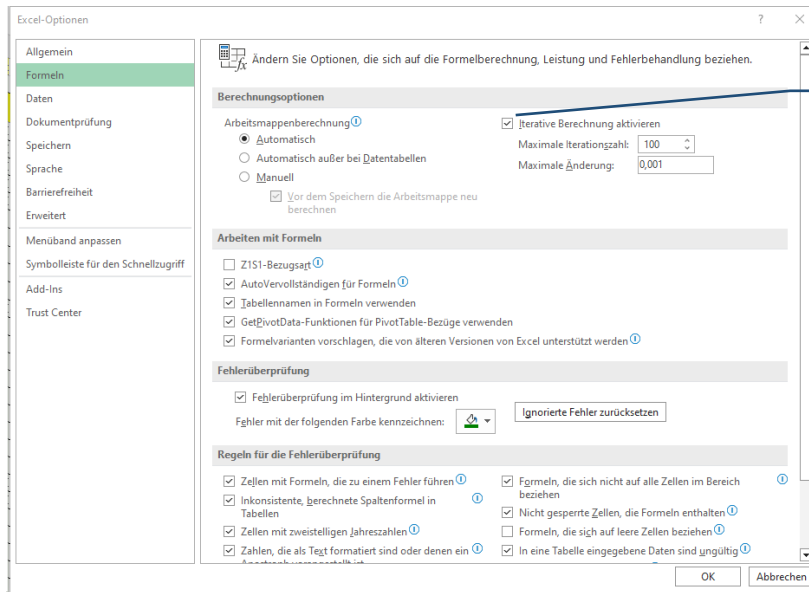 Excel-Optionen
?
Allgemein
Formeln
Daten
Dokumentprüfung
Speichern
Sprache
Barrierefreiheit
Erweitert
Menüband anpassen
Symbolleiste für den Schnellzugriff
Add-Ins
Trust Center
Ändern Sie Optionen, die sich auf die Formelberechnung, Leistung und Fehlerbehandlung beziehen.
Berechnungsoptionen
Arbeitsmappenberechnung
Automatisch
Automatisch außer bei Datentabellen
Manuell
Vor dem Speichern die Arbeitsmappe neu
berechnen
Iterative Berechnung aktivieren
Maximale Iterationszahl: 100
Maximale Änderung: 0,001
Arbeiten mit Formeln
Z1S1-Bezugsart
AutoVervollständigen für Formeln
Tabellennamen in Formeln verwenden
GetPivotData-Funktionen für PivotTable-Bezüge verwenden
Formelvarianten vorschlagen, die von älteren Versionen von Excel unterstützt werden
Fehlerüberprüfung
Fehlerüberprüfung im Hintergrund aktivieren
Fehler mit der folgenden Farbe kennzeichnen:
Ignorierte Fehler zurücksetzen
Regeln für die Fehlerüberprüfung
Zellen mit Formeln, die zu einem Fehler führen
Inkonsistente, berechnete Spaltenformel in
Tabellen
Zellen mit zweistelligen Jahreszahlen
Zahlen, die als Text formatiert sind oder denen ein
Formeln, die sich nicht auf alle Zellen im Bereich
beziehen
Nicht gesperrte Zellen, die Formeln enthalten
Formeln, die sich auf leere Zellen beziehen
In eine Tabelle eingegebene Daten sind ungültig
OK
Abbrechen